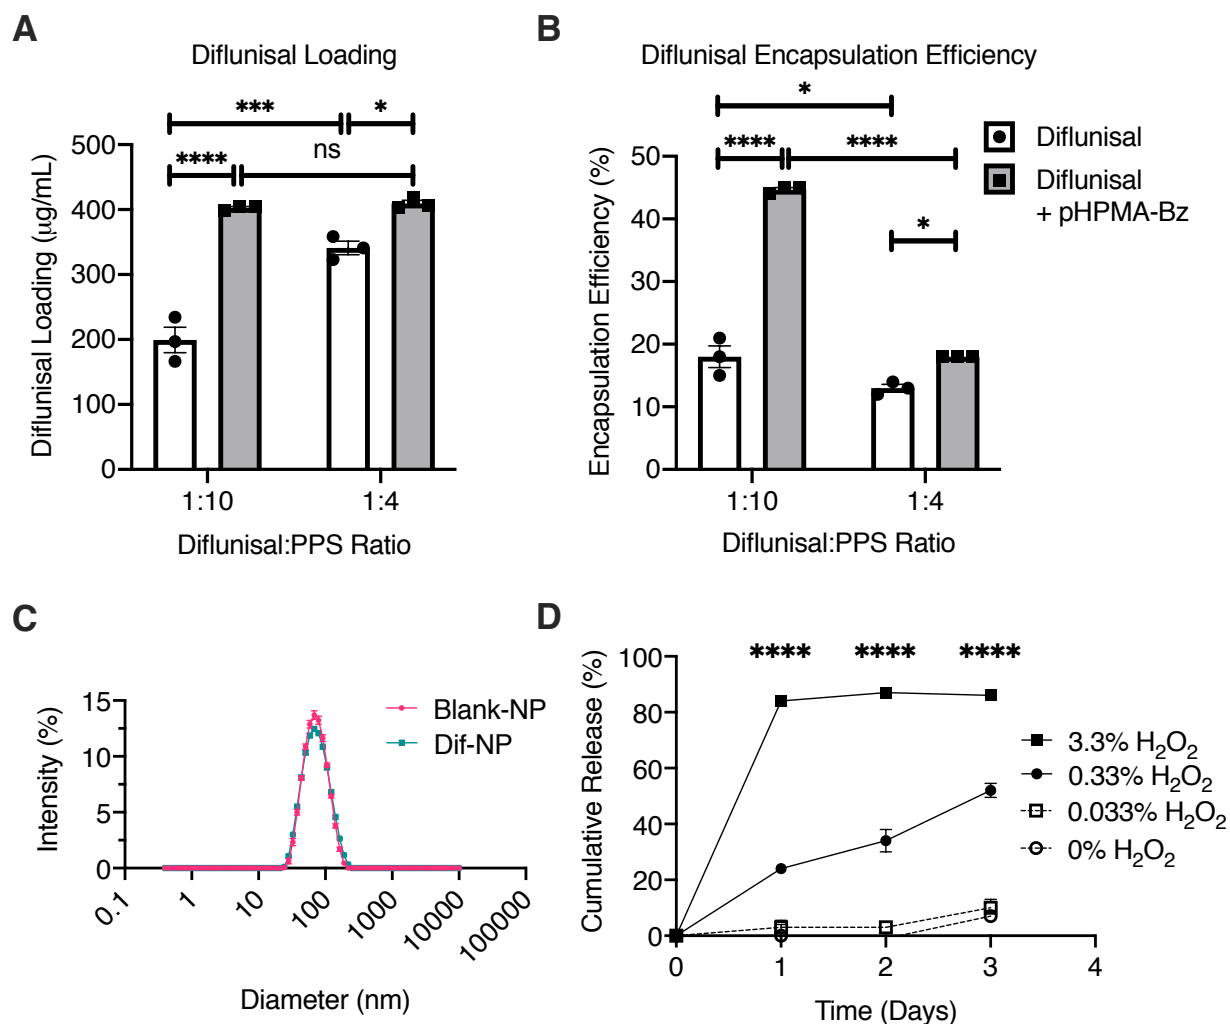 A
Diflunisal Loading
*** *
**** ns
500
400
300
200
100
0
Diflunisal Loading (µg/mL)
1:10 1:4
Diflunisal:PPS Ratio
B
Diflunisal Encapsulation Efficiency
*
**** ****
*
50
40
30
20
10
0
Encapsulation Efficiency (%)
1:10 1:4
Diflunisal:PPS Ratio
Diflunisal
Diflunisal
+ pHPMA-Bz
C
15
10
5
0
Intensity (%)
0.1 1 10 100 1000 10000 100000
Diameter (nm)
Blank-NP
Dif-NP
D
**** **** ****
100
80
60
40
20
0
Cumulative Release (%)
0 1 2 3 4
Time (Days)
3.3% H₂O₂
0.33% H₂O₂
0.033% H₂O₂
0% H₂O₂